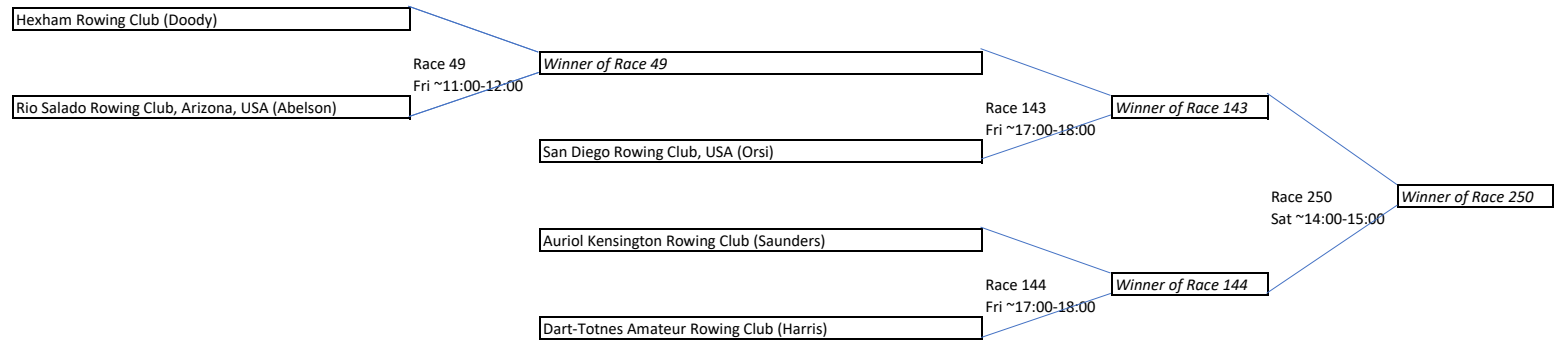 Hexham Rowing Club (Doody)
Race 49
Fri ~11:00-12:00
Rio Salado Rowing Club, Arizona, USA (Abelson)
Winner of Race 49
Race 143
Fri ~17:00-18:00
San Diego Rowing Club, USA (Orsi)
Winner of Race 143
Race 250
Sat ~14:00-15:00
Winner of Race 250
Auriol Kensington Rowing Club (Saunders)
Race 144
Fri ~17:00-18:00
Dart-Totnes Amateur Rowing Club (Harris)
Winner of Race 144